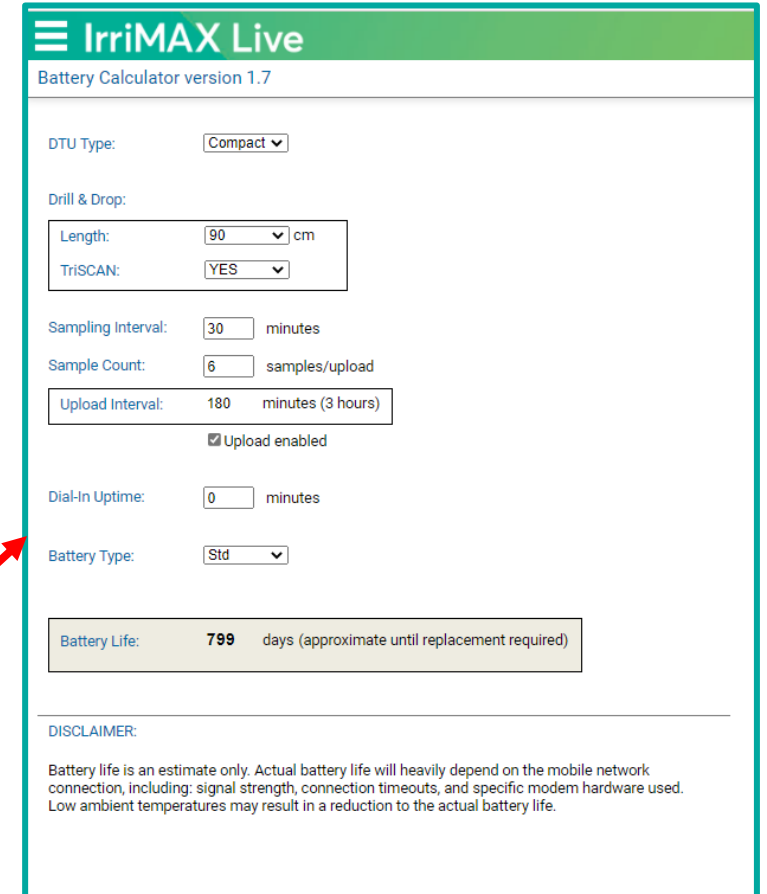 IrriMAX Live
Battery Calculator version 1.7
DTU Type: Compact
Drill & Drop:
Length: 90 cm
TriSCAN: YES
Sampling Interval: 30 minutes
Sample Count: 6 samples/upload
Upload Interval: 180 minutes (3 hours)
Upload enabled
Dial-In Uptime: 0 minutes
Battery Type: Std
Battery Life: 799 days (approximate until replacement required)
DISCLAIMER:
Battery life is an estimate only. Actual battery life will heavily depend on the mobile network
connection, including: signal strength, connection timeouts, and specific modem hardware used.
Low ambient temperatures may result in a reduction to the actual battery life.